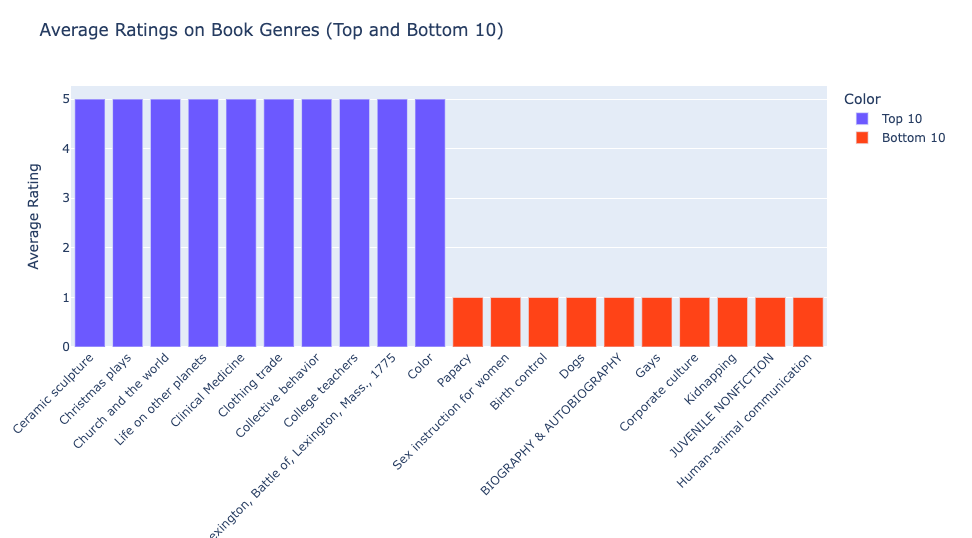 Average Ratings on Book Genres (Top and Bottom 10)
Average Rating
5
4
3
2
1
0
Ceramic sculpture
Christmas plays
Church and the world
Life on other planets
Clinical Medicine
Clothing trade
Collective behavior
College teachers
exington, Battle of, Lexington, Mass., 1775
Color
Papacy
Sex instruction for women
Birth control
Dogs
BIOGRAPHY & AUTOBIOGRAPHY
Gays
Corporate culture
Kidnapping
JUVENILE NONFICTION
Human-animal communication
Color
Top 10
Bottom 10